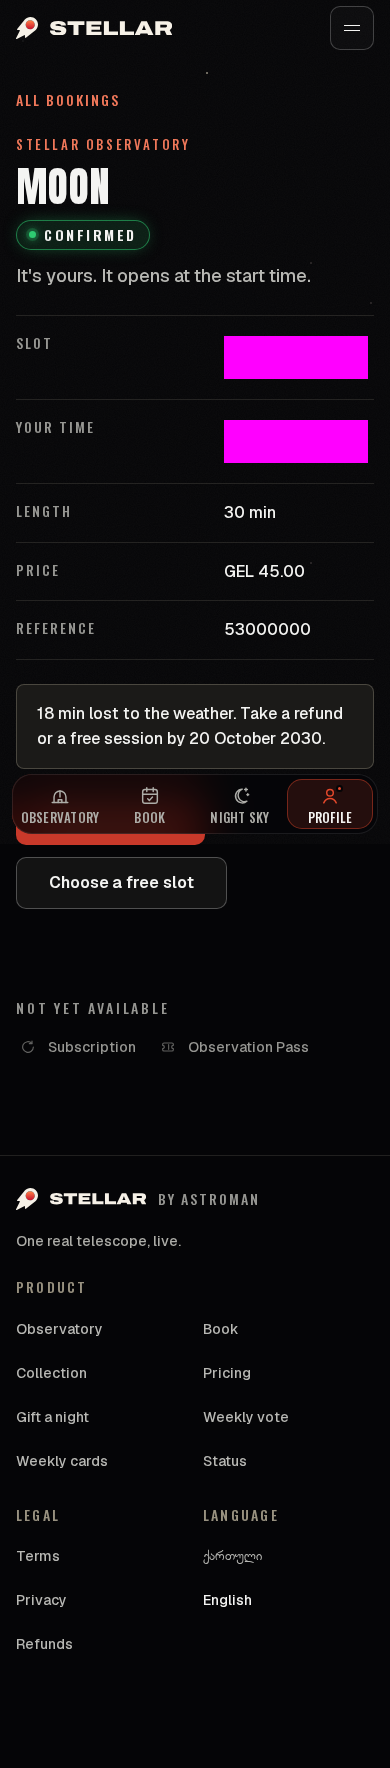 STELLAR
ALL BOOKINGS
STELLAR OBSERVATORY
MOON
CONFIRMED
It's yours. It opens at the start time.
SLOT
YOUR TIME
LENGTH 30 min
PRICE GEL 45.00
REFERENCE 53000000
18 min lost to the weather. Take a refund
or a free session by 20 October 2030.
OBSERVATORY BOOK NIGHT SKY PROFILE
Choose a free slot
NOT YET AVAILABLE
Subscription Observation Pass
STELLAR BY ASTROMAN
One real telescope, live.
PRODUCT
Observatory Book
Collection Pricing
Gift a night Weekly vote
Weekly cards Status
LEGAL LANGUAGE
Terms ქართული
Privacy English
Refunds